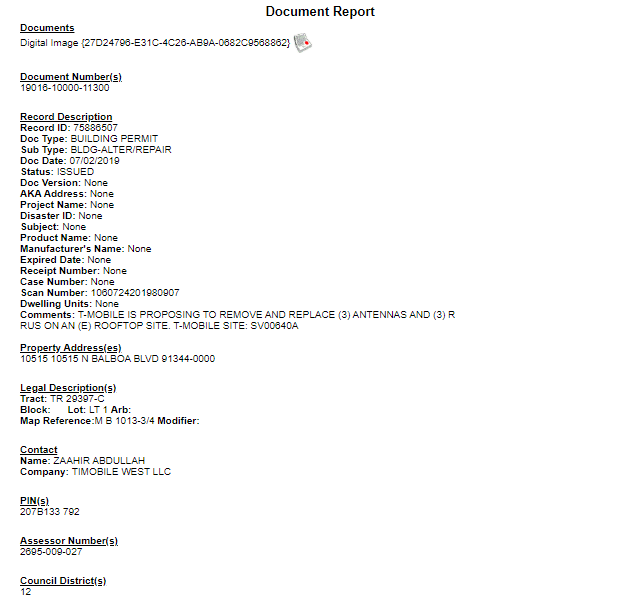 Document Report
Documents
Digital Image {27D24796-E31C-4C26-AB9A-0682C9568862}
Document Number(s)
19016-10000-11300
Record Description
Record ID: 75886507
Doc Type: BUILDING PERMIT
Sub Type: BLDG-ALTER/REPAIR
Doc Date: 07/02/2019
Status: ISSUED
Doc Version: None
AKA Address: None
Project Name: None
Disaster ID: None
Subject: None
Product Name: None
Manufacturer's Name: None
Expired Date: None
Receipt Number: None
Case Number: None
Scan Number: 1060724201980907
Dwelling Units: None
Comments: T-MOBILE IS PROPOSING TO REMOVE AND REPLACE (3) ANTENNAS AND (3) R
RUS ON AN (E) ROOFTOP SITE. T-MOBILE SITE: SV00640A
Property Address(es)
10515 10515 N BALBOA BLVD 91344-0000
Legal Description(s)
Tract: TR 29397-C
Block: Lot: LT 1 Arb:
Map Reference:M B 1013-3/4 Modifier:
Contact
Name: ZAAHIR ABDULLAH
Company: TIMOBILE WEST LLC
PIN(s)
207B133 792
Assessor Number(s)
2695-009-027
Council District(s)
12